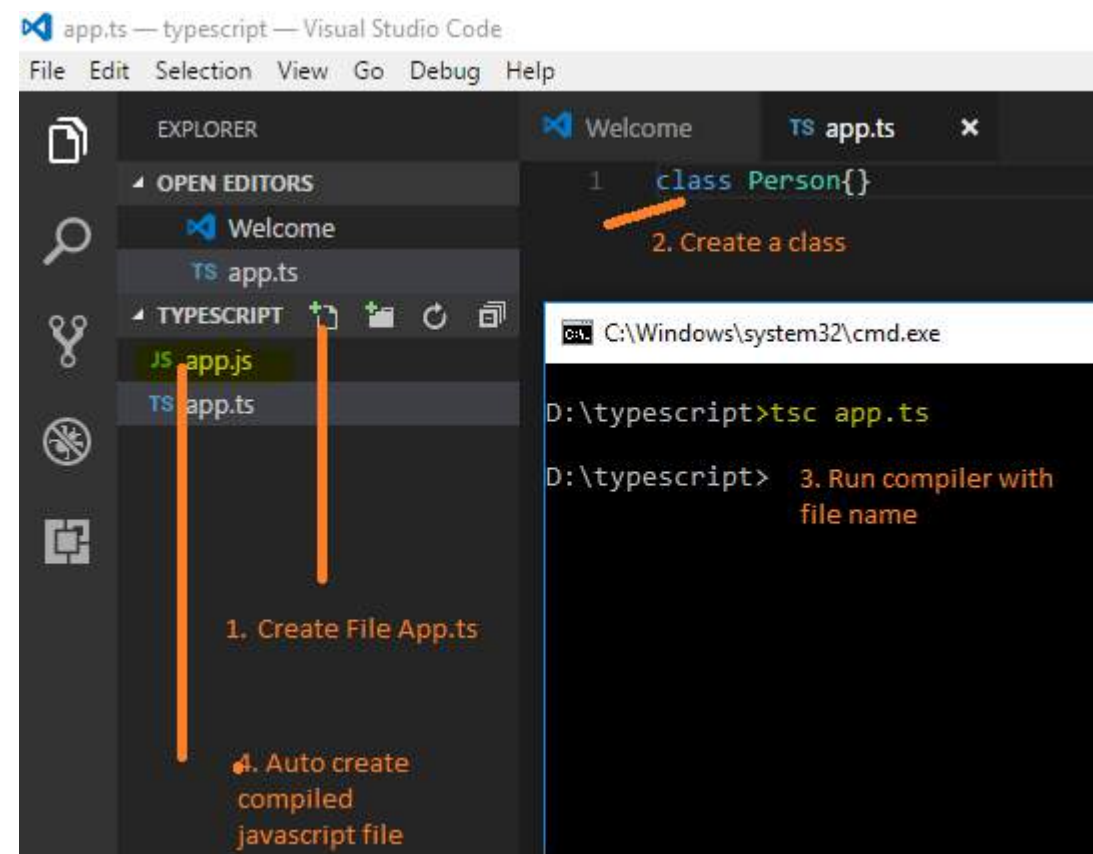 app.ts — typescript — Visual Studio Code
File Edit Selection View Go Debug Help
EXPLORER
OPEN EDITORS
Welcome
TS app.ts
TYPESCRIPT
JS app.js
TS app.ts
1. Create File App.ts
4. Auto create
compiled
javascript file
Welcome TS app.ts
1 class Person{}
2. Create a class
C:\Windows\system32\cmd.exe
D:\typescript>tsc app.ts
D:\typescript>
3. Run compiler with
file name